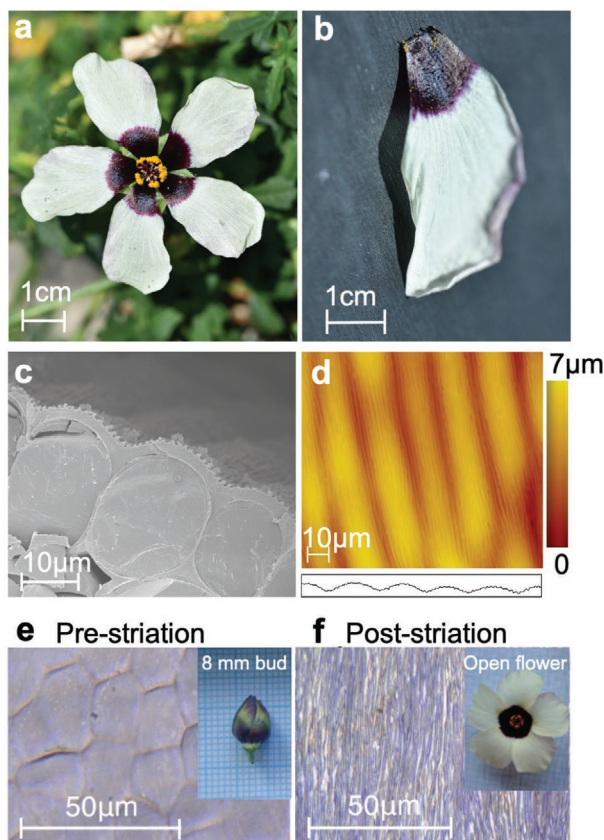 a
b
1cm
1cm
c
d
7µm
10µm
10µm
0
e Pre-striation
f Post-striation
8 mm bud
Open flower
50µm
50µm